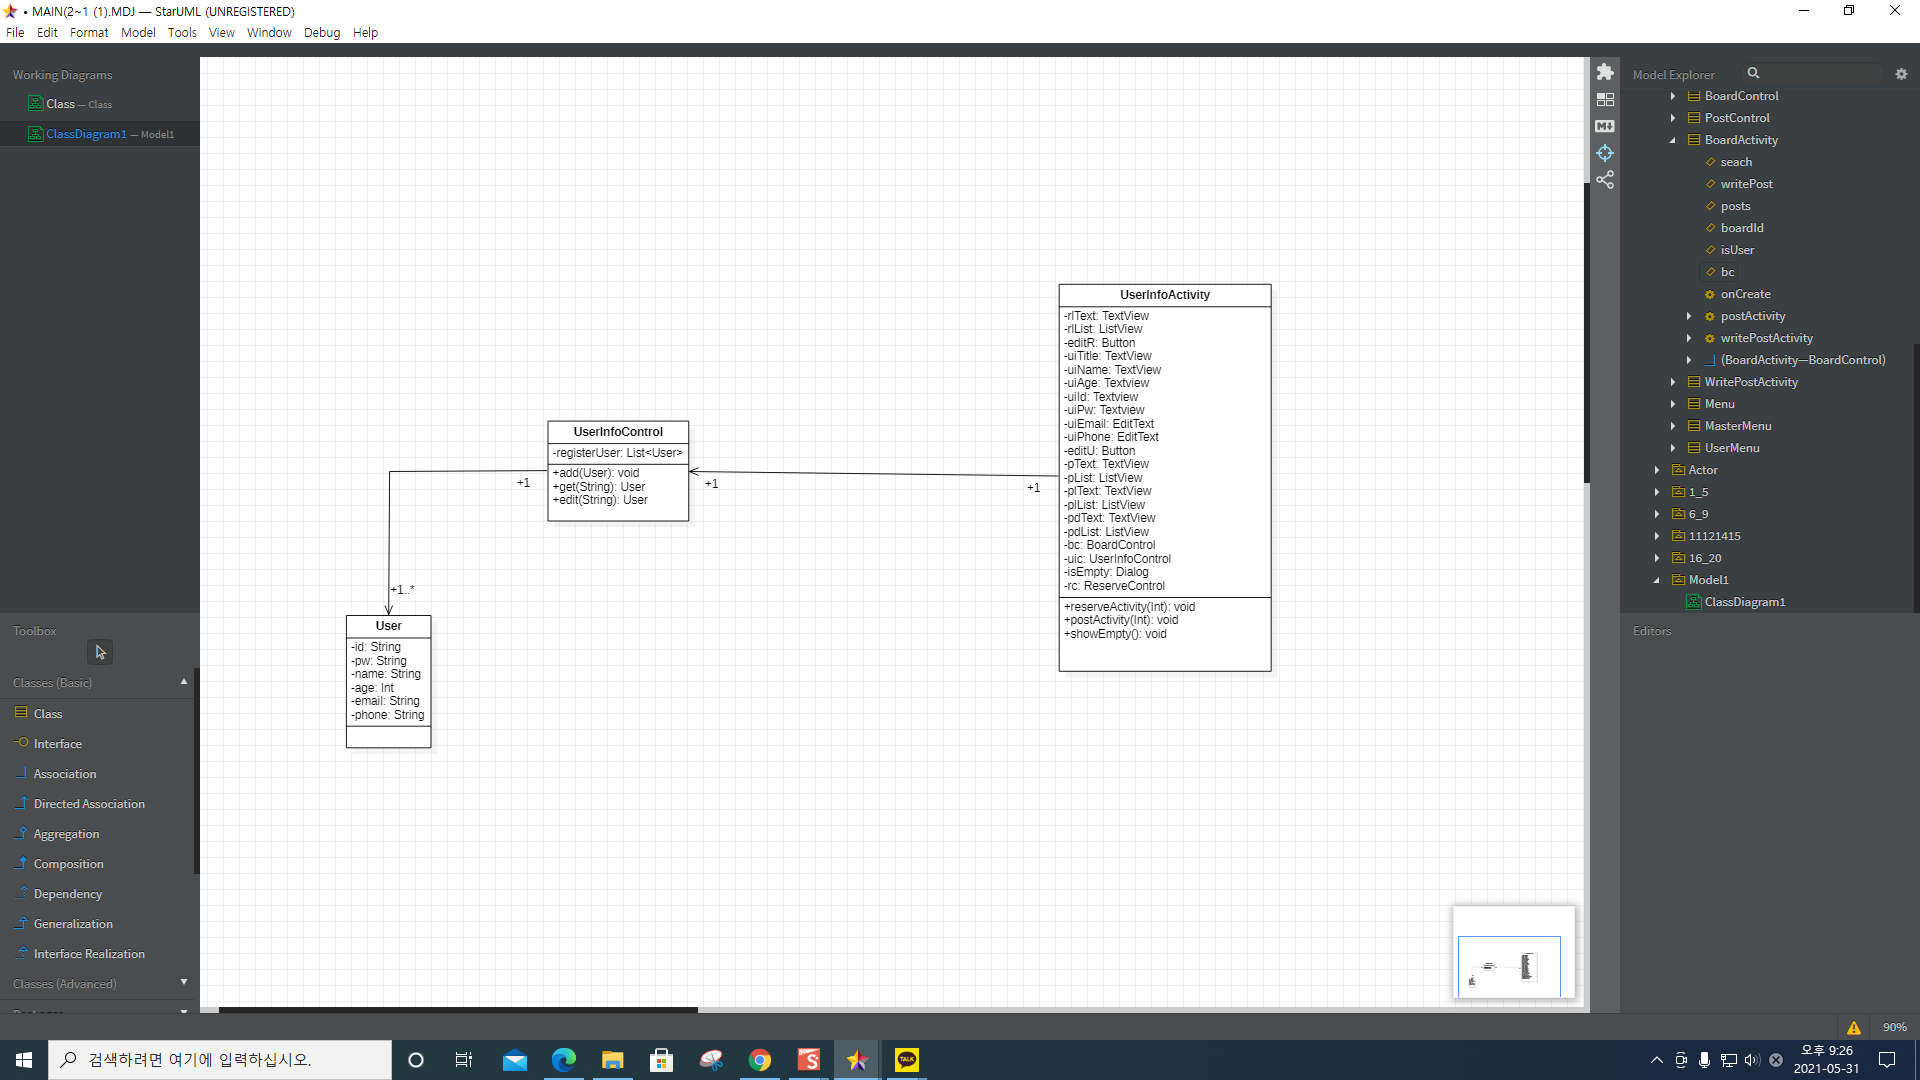 • MAIN(2~1 (1).MDJ — StarUML (UNREGISTERED)
File Edit Format Model Tools View Window Debug Help
Working Diagrams
Class — Class
ClassDiagram1 — Model1
Toolbox
Classes (Basic)
Class
Interface
Association
Directed Association
Aggregation
Composition
Dependency
Generalization
Interface Realization
Classes (Advanced)
UserInfoControl
-registerUser: List<User>
+add(User): void
+get(String): User
+edit(String): User
+1
+1
+1
+1..*
User
-id: String
-pw: String
-name: String
-age: Int
-email: String
-phone: String
UserInfoActivity
-rlText: TextView
-rlList: ListView
-editR: Button
-uiTitle: TextView
-uiName: TextView
-uiAge: Textview
-uiId: Textview
-uiPw: Textview
-uiEmail: EditText
-uiPhone: EditText
-editU: Button
-pText: TextView
-pList: ListView
-plText: TextView
-plList: ListView
-pdText: TextView
-pdList: ListView
-bc: BoardControl
-uic: UserInfoControl
-isEmpty: Dialog
-rc: ReserveControl
+reserveActivity(Int): void
+postActivity(Int): void
+showEmpty(): void
M
Model Explorer
BoardControl
PostControl
BoardActivity
seach
writePost
posts
boardId
isUser
bc
onCreate
postActivity
writePostActivity
(BoardActivity—BoardControl)
WritePostActivity
Menu
MasterMenu
UserMenu
Actor
1_5
6_9
11121415
16_20
Model1
ClassDiagram1
Editors
90%
검색하려면 여기에 입력하십시오.
S
TALK
오후 9:26
2021-05-31